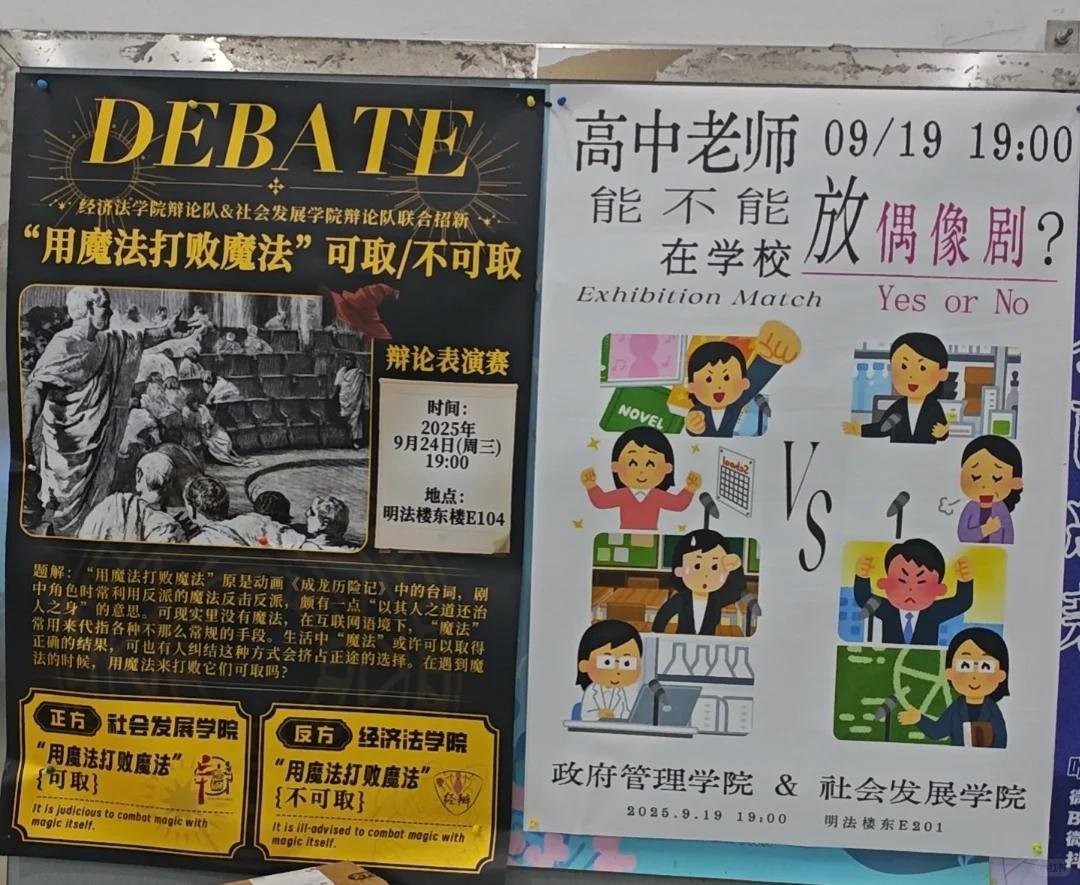 DEBATE
经济法学院辩论队&社会发展学院辩论队联合招新
“用魔法打败魔法”可取/不可取
辩论表演赛
时间：
2025年
9月24日(周三)
19:00
地点：
明法楼东楼E104
题解：“用魔法打败魔法”原是动画《成龙历险记》中的台词，剧
中角色时常利用反派的魔法反击反派，颇有一点“以其人之道还治
人之身”的意思。可现实里没有魔法，在互联网语境下，“魔法”
常用来代指各种不那么常规的手段。生活中“魔法”或许可以取得
正确的结果，可也有人纠结这种方式会挤占正途的选择。在遇到魔
法的时候，用魔法来打败它们可取吗？
正方 社会发展学院
“用魔法打败魔法”
{可取}
It is judicious to combat magic with
magic itself.
反方 经济法学院
“用魔法打败魔法”
{不可取}
It is ill-advised to combat magic with
magic itself.
经辩
高中老师 09/19 19:00
能不能
在学校
放偶像剧?
Exhibition Match
Yes or No
NOVEL
School
VS
政府管理学院 & 社会发展学院
2025.9.19 19:00 明法楼东E201